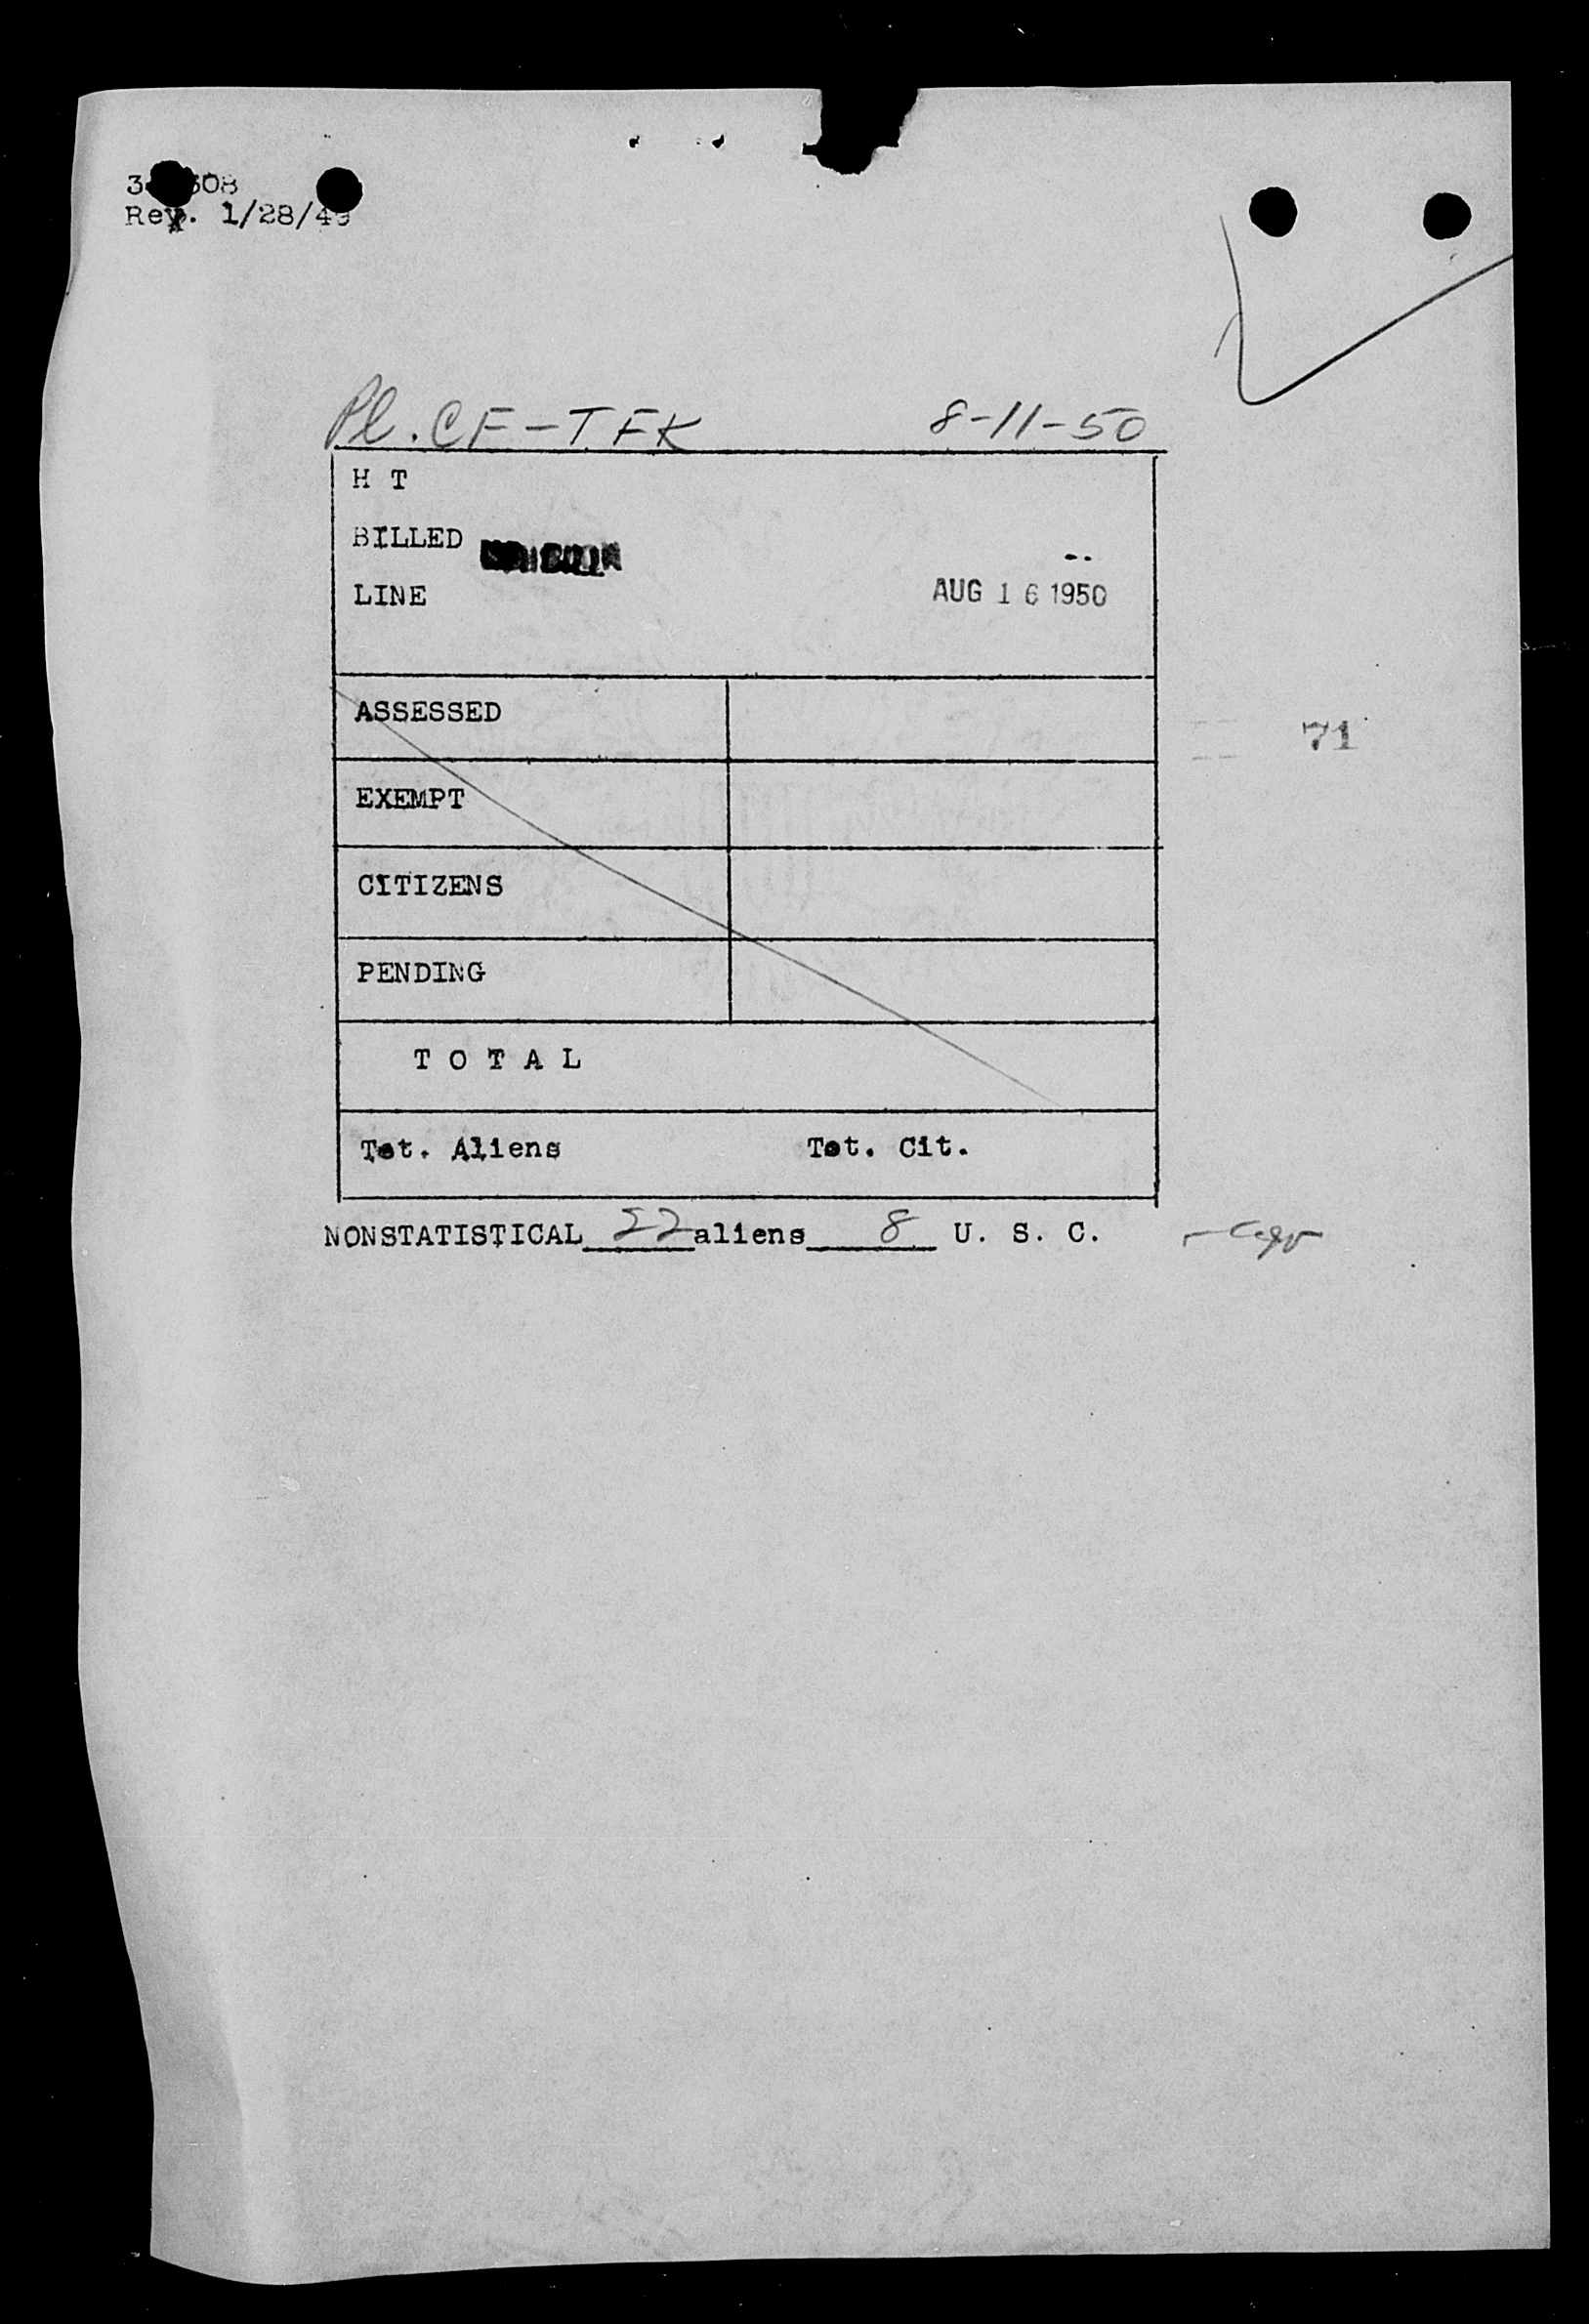 Rev. 1/28/49
Pl. CF-TFK 8-11-50
H T
BILLED
LINE AUG 16 1950
ASSESSED
71
EXEMPT
CITIZENS
PENDING
T O T A L
Tot. Aliens Tot. Cit.
NONSTATISTICAL 22 aliens 8 U. S. C.